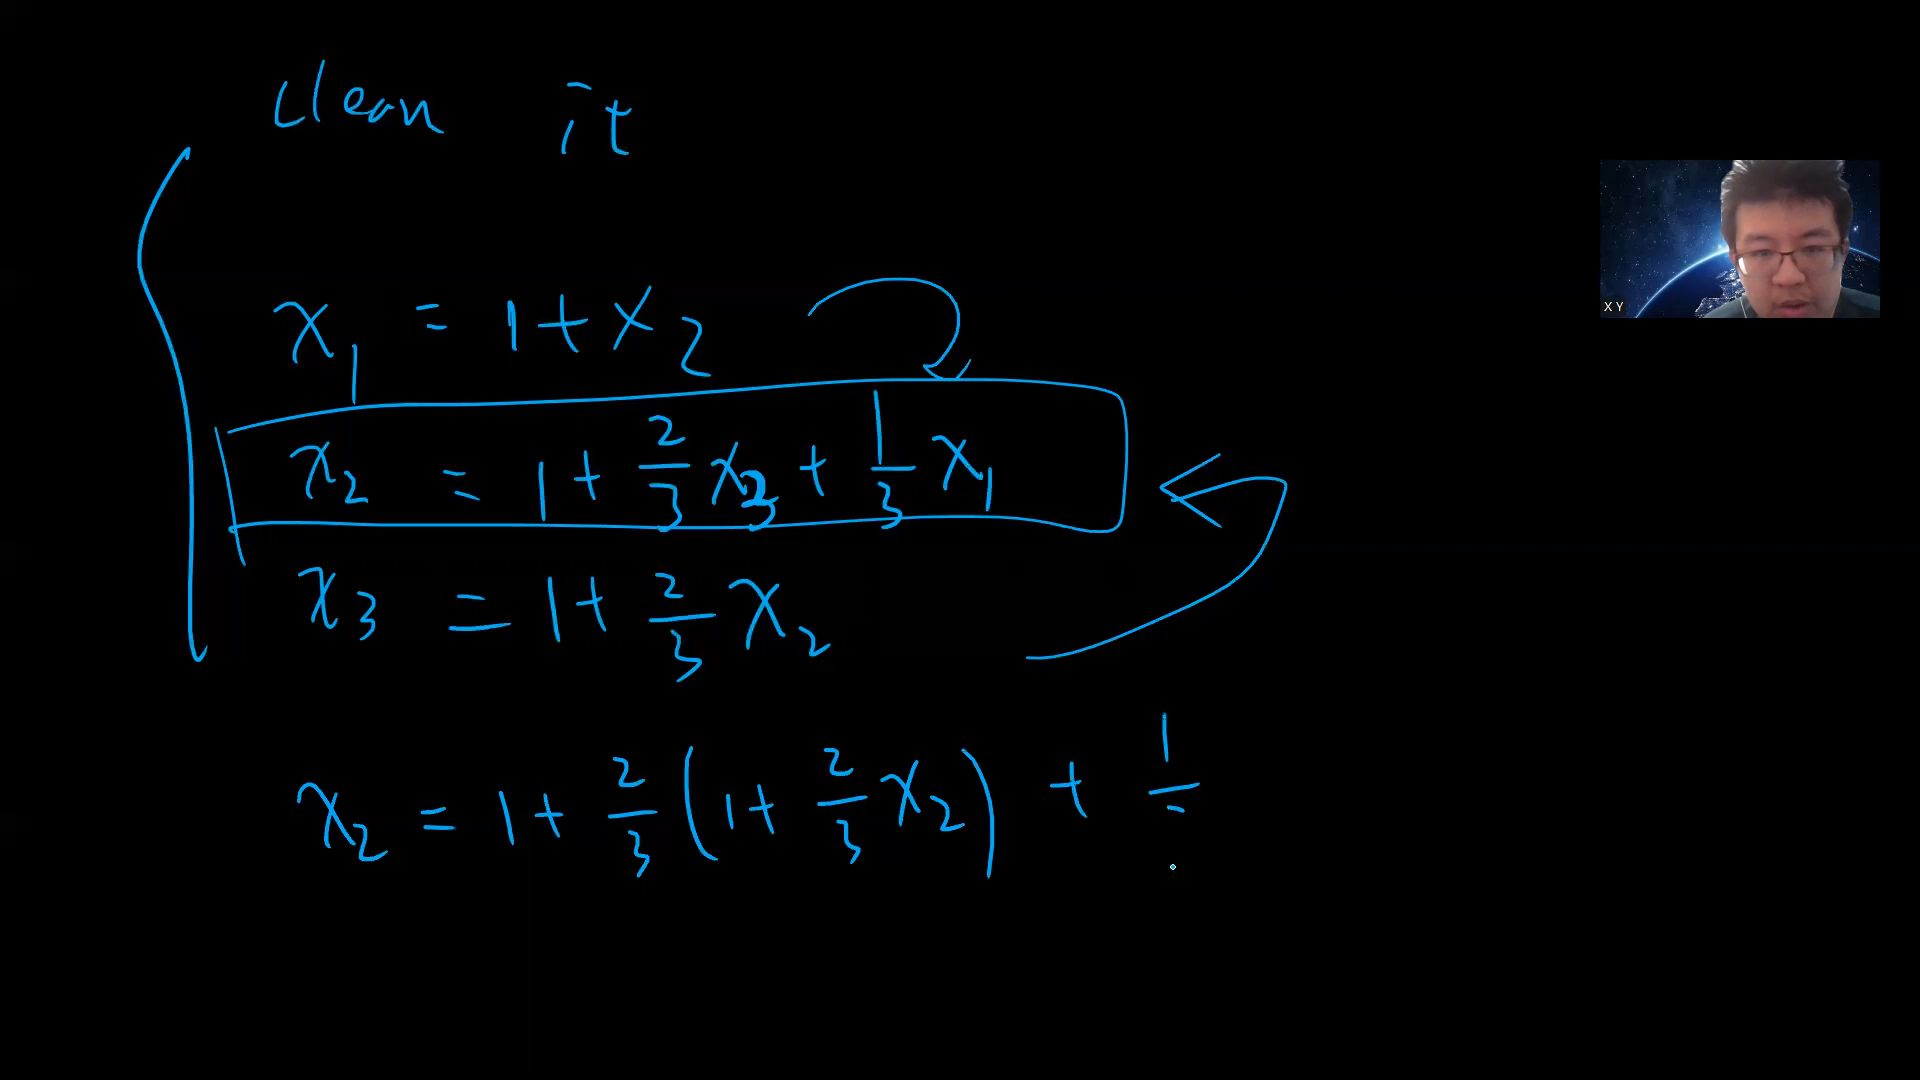 clean it
x₁ = 1 + x₂
x₂ = 1 + 2/3 x₃ + 1/3 x₁
x₃ = 1 + 2/3 x₂
x₂ = 1 + 2/3 (1 + 2/3 x₂) + 1/
X Y